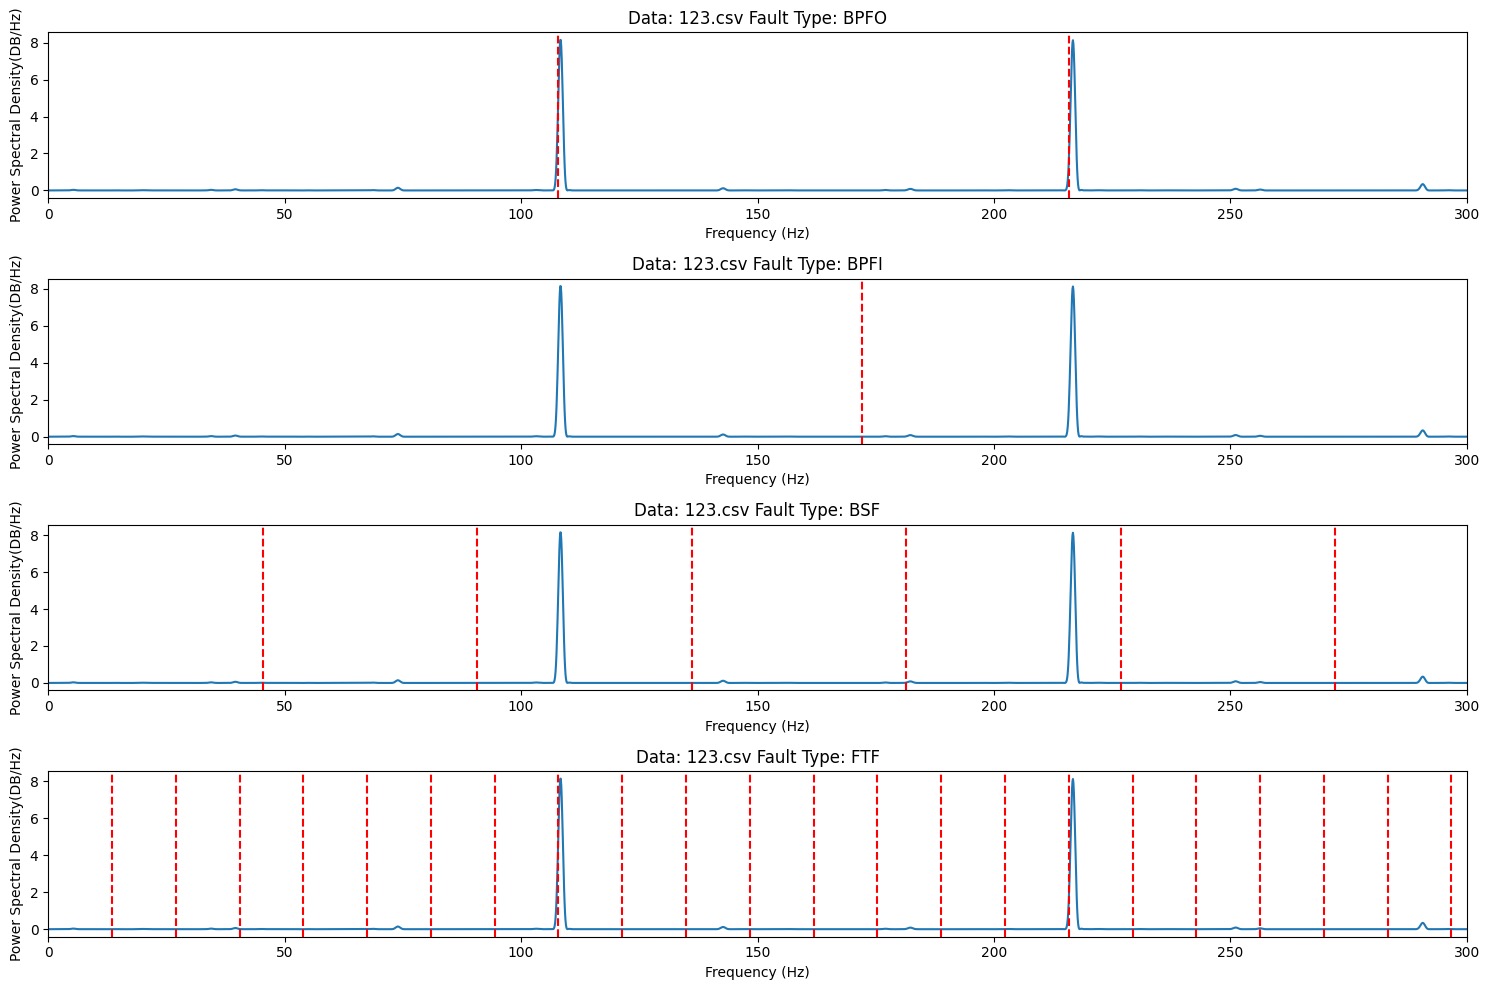 Data: 123.csv Fault Type: BPFO
Power Spectral Density(DB/Hz)
8
6
4
2
0
0 50 100 150 200 250 300
Frequency (Hz)
Data: 123.csv Fault Type: BPFI
Power Spectral Density(DB/Hz)
8
6
4
2
0
0 50 100 150 200 250 300
Frequency (Hz)
Data: 123.csv Fault Type: BSF
Power Spectral Density(DB/Hz)
8
6
4
2
0
0 50 100 150 200 250 300
Frequency (Hz)
Data: 123.csv Fault Type: FTF
Power Spectral Density(DB/Hz)
8
6
4
2
0
0 50 100 150 200 250 300
Frequency (Hz)